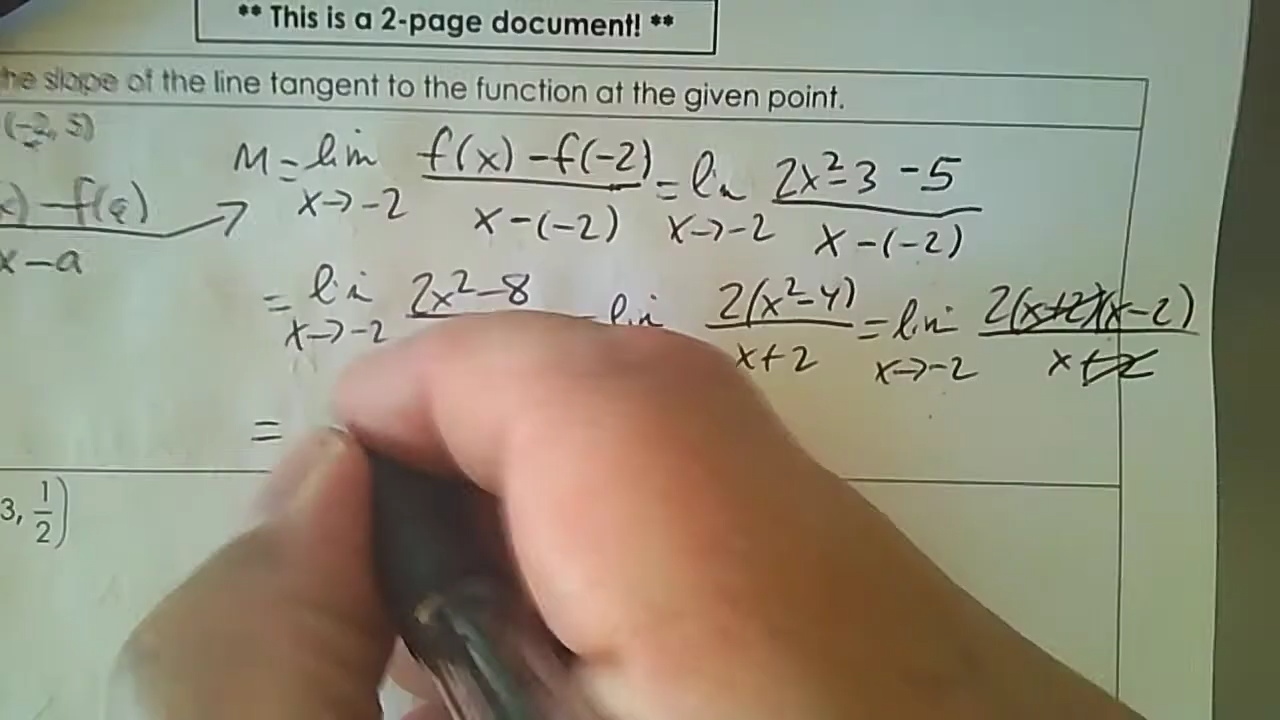 ** This is a 2-page document! **
he slope of the line tangent to the function at the given point.
(-2, 5)
M = lim x→-2 f(x) - f(-2) / x - (-2) = lim x→-2 2x² - 3 - 5 / x - (-2)
x) - f(a) / x - a
= lim x→-2 2x² - 8 = lim 2(x² - 4) / x + 2 = lim x→-2 2(x+2)(x-2) / x+2
=
3, 1/2)